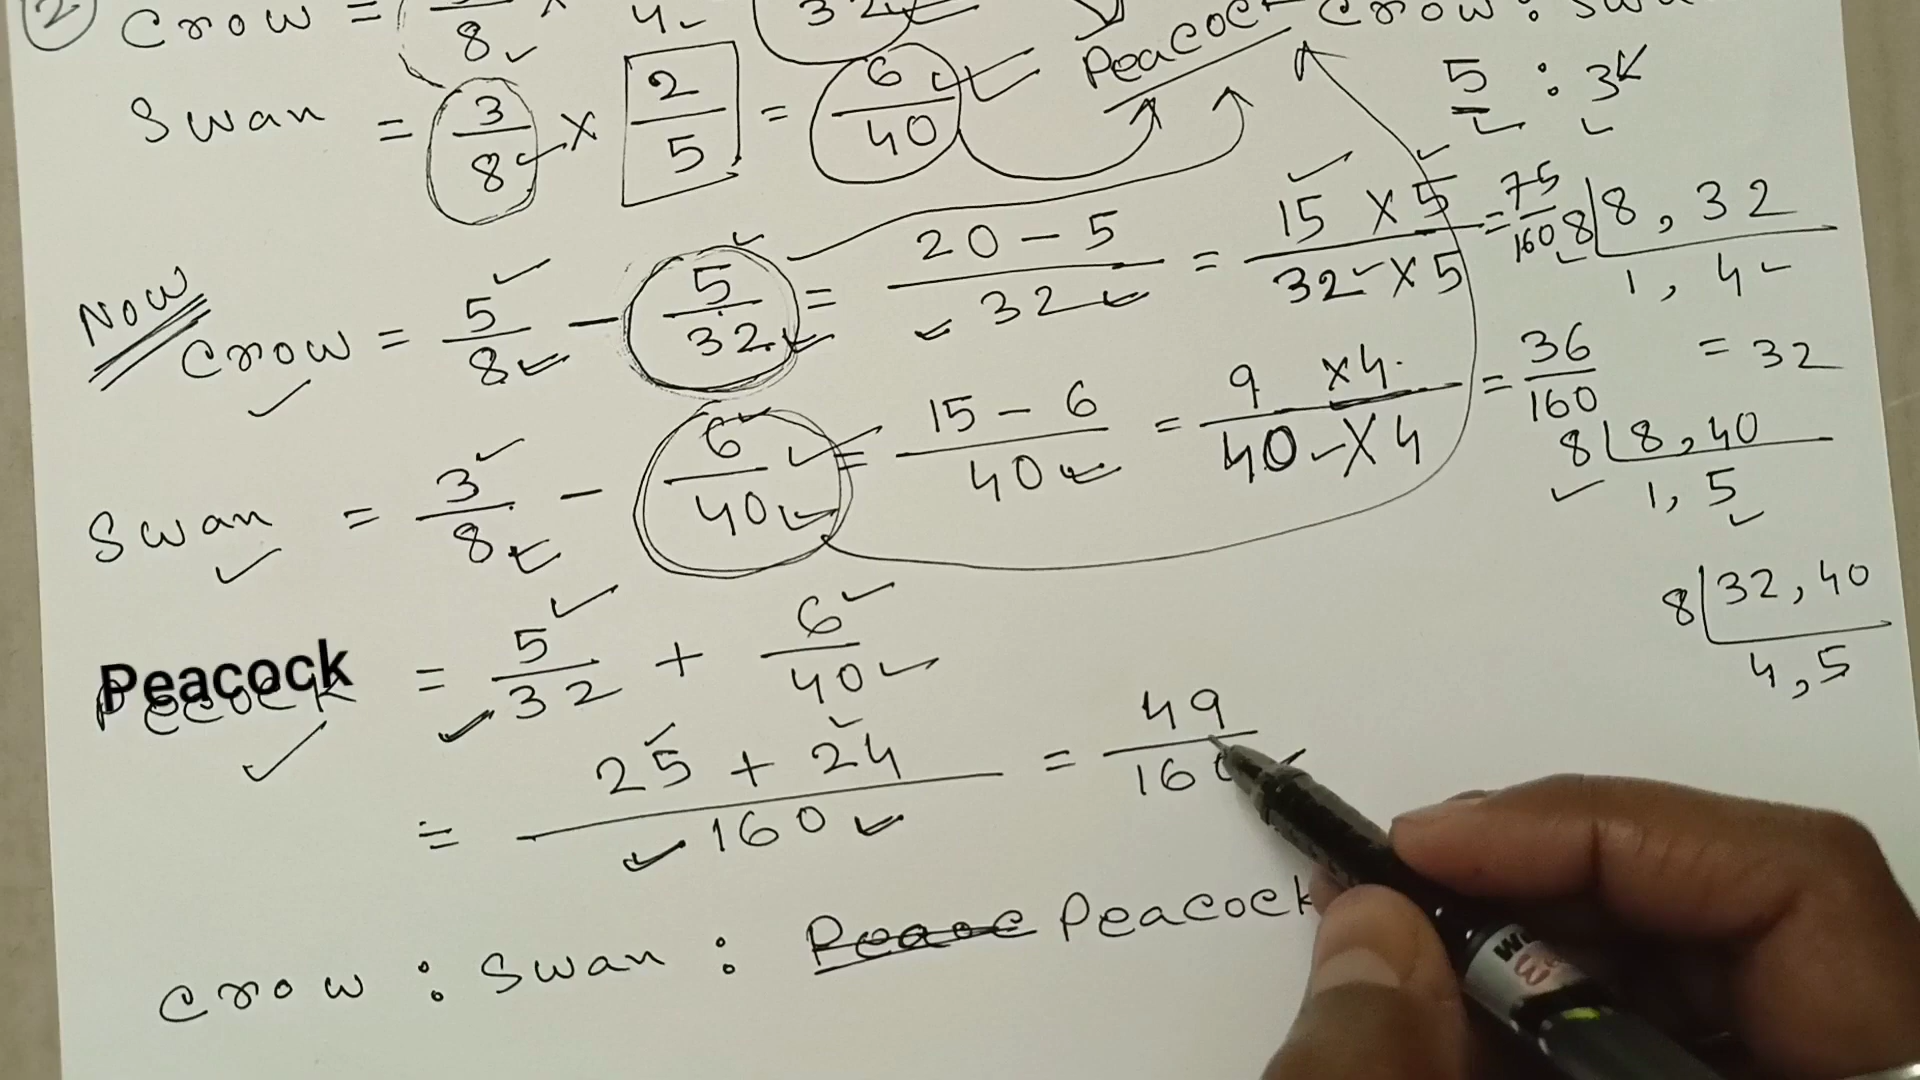 2 Crow = /8 × /4 32
Swan = 3/8 × 2/5 = 6/40
Peacock Crow :
5 : 3
Now
Crow = 5/8 - 5/32 = 20 - 5/32 = 15 × 5/32 × 5 = 75/160
8 | 8, 32
1, 4
= 32
Swan = 3/8 - 6/40 = 15 - 6/40 = 9 × 4/40 × 4 = 36/160
8 | 8, 40
1, 5
8 | 32, 40
4, 5
Peacock = 5/32 + 6/40
= 25 + 24/160 = 49/160
Crow : Swan : Peacock